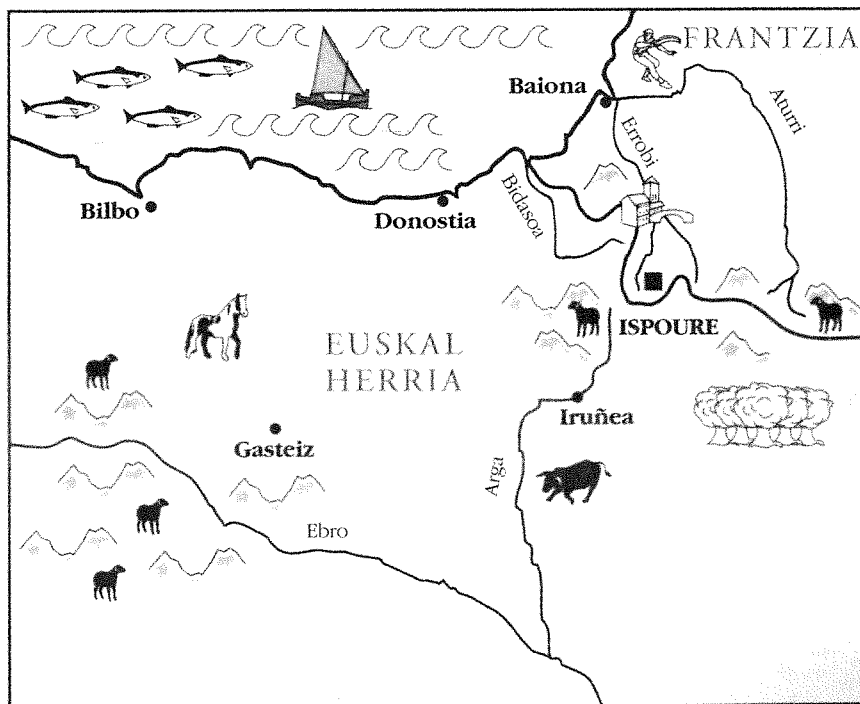 FRANTZIA
Baiona
Aturri
Errobi
Bilbo
Donostia
Bidasoa
ISPOURE
EUSKAL
HERRIA
Iruñea
Gasteiz
Arga
Ebro